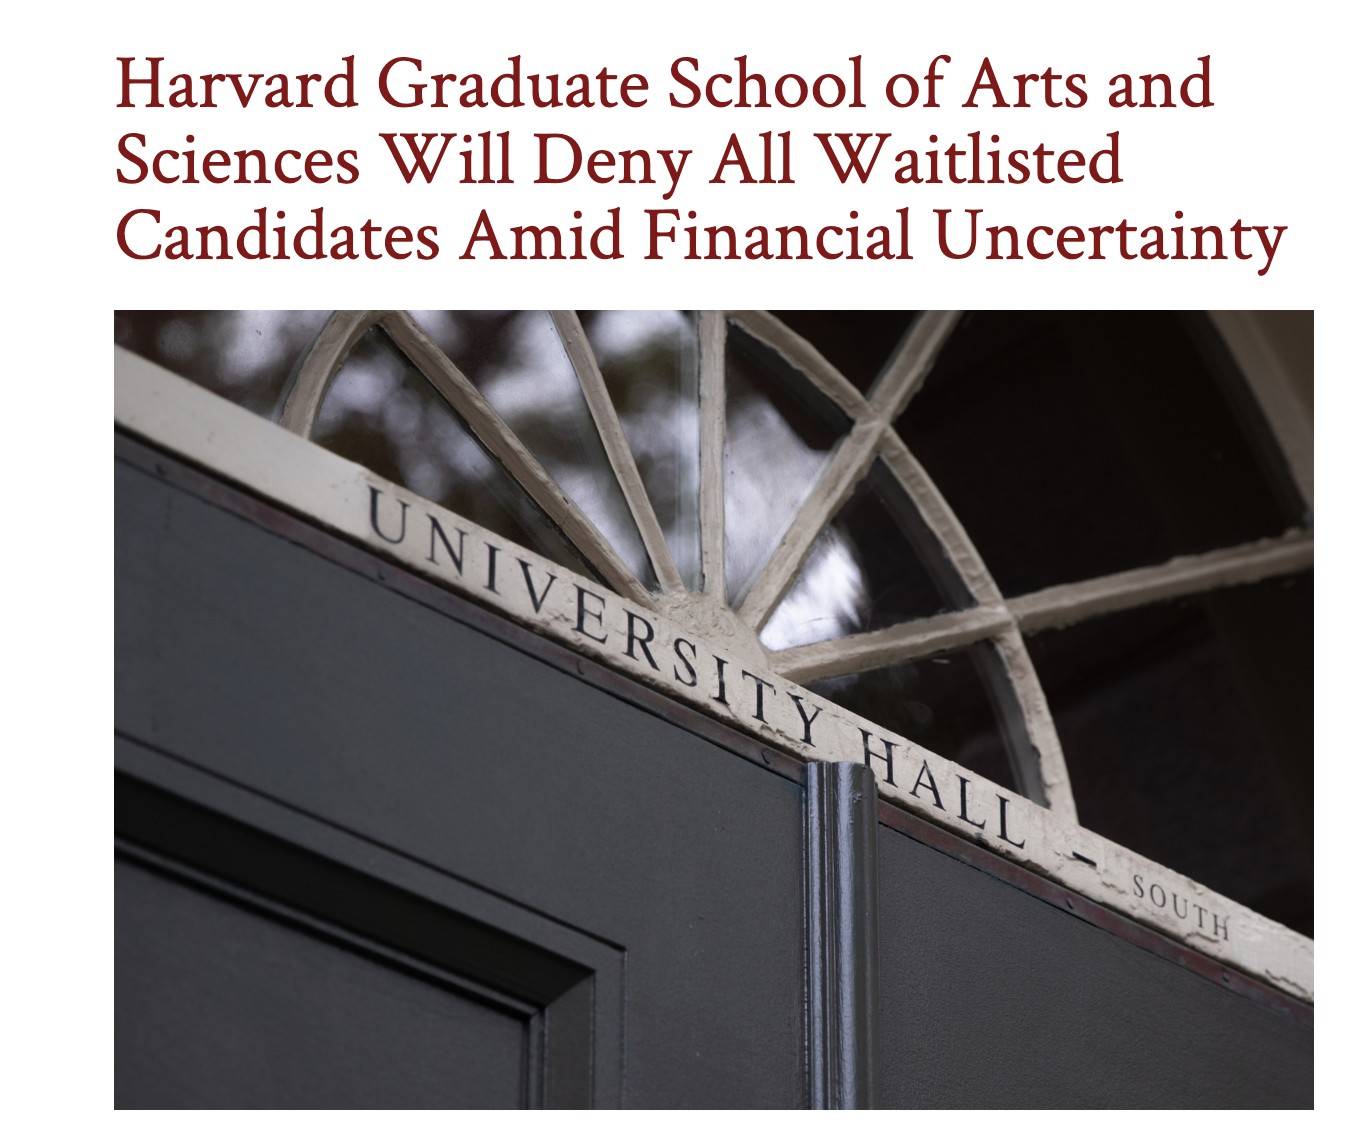 Harvard Graduate School of Arts and
Sciences Will Deny All Waitlisted
Candidates Amid Financial Uncertainty
UNIVERSITY HALL - SOUTH